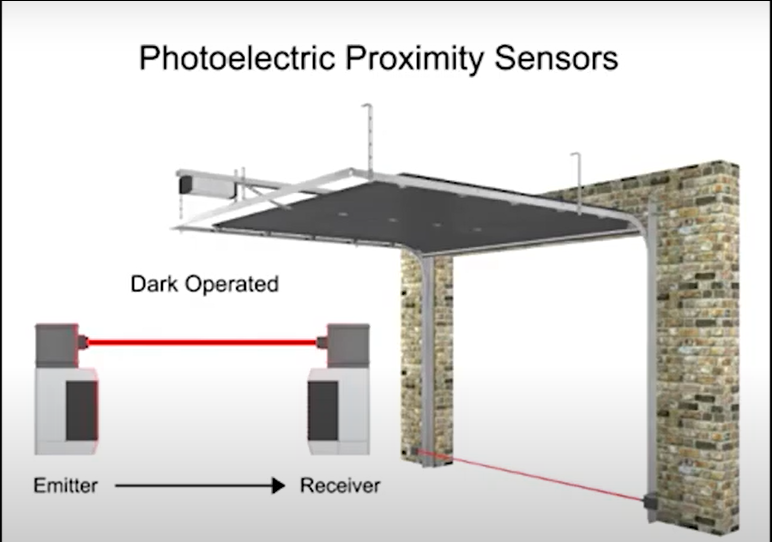 Photoelectric Proximity Sensors
Dark Operated
Emitter
Receiver